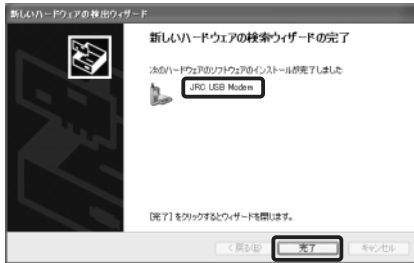 新しいハードウェアの検出ウィザード
新しいハードウェアの検索ウィザードの完了
次のハードウェアのソフトウェアのインストールが完了しました
JRC USB Modem
[完了] をクリックするとウィザードを閉じます。
< 戻る(B)
完了
キャンセル